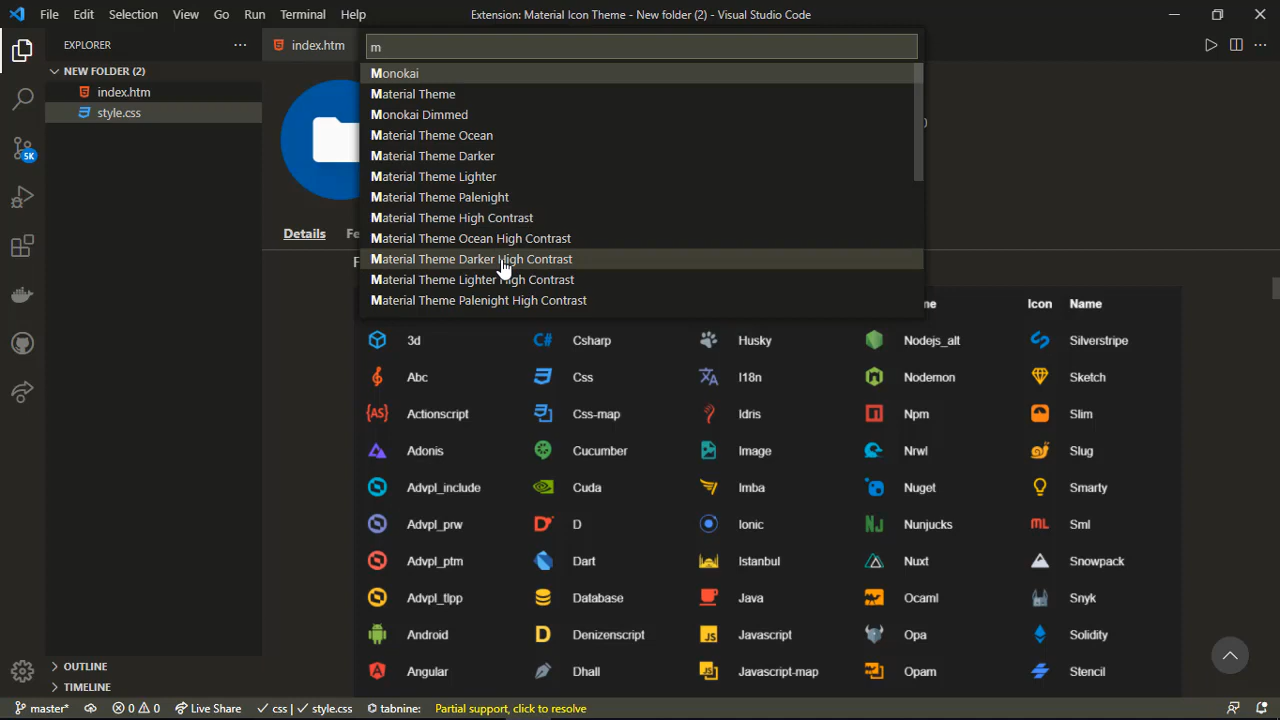 File Edit Selection View Go Run Terminal Help Extension: Material Icon Theme - New folder (2) - Visual Studio Code
EXPLORER
index.htm
m
NEW FOLDER (2)
index.htm
style.css
SK
Monokai
Material Theme
Monokai Dimmed
Material Theme Ocean
Material Theme Darker
Material Theme Lighter
Material Theme Palenight
Material Theme High Contrast
Material Theme Ocean High Contrast
Material Theme Darker High Contrast
Material Theme Lighter High Contrast
Material Theme Palenight High Contrast
Details Fe
Icon Name
3d Csharp Husky Nodejs_alt Silverstripe
Abc Css I18n Nodemon Sketch
Actionscript Css-map Idris Npm Slim
Adonis Cucumber Image Nrwl Slug
Advpl_include Cuda Imba Nuget Smarty
Advpl_prw D Ionic Nunjucks Sml
Advpl_ptm Dart Istanbul Nuxt Snowpack
Advpl_tlpp Database Java Ocaml Snyk
Android Denizenscript Javascript Opa Solidity
Angular Dhall Javascript-map Opam Stencil
OUTLINE
TIMELINE
master* 0 0 Live Share css | style.css tabnine: Partial support, click to resolve